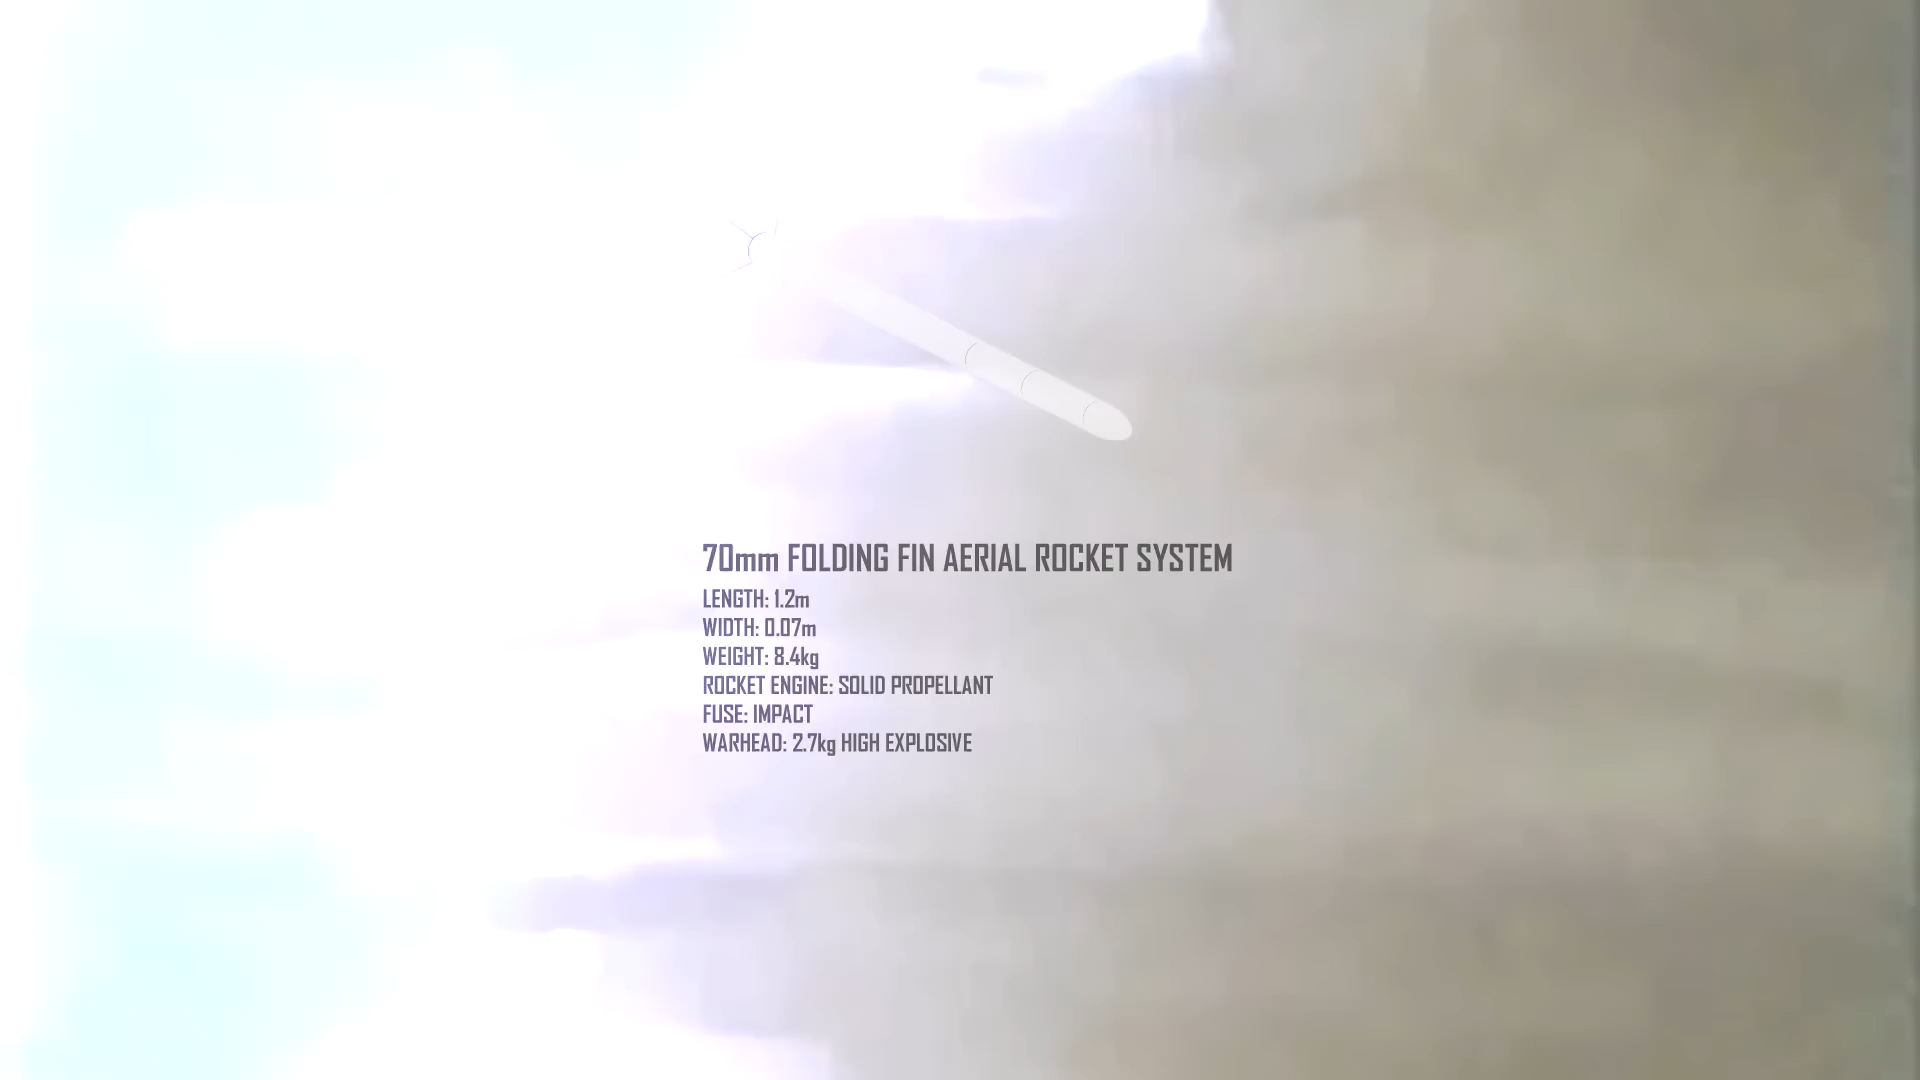 70mm FOLDING FIN AERIAL ROCKET SYSTEM
LENGTH: 1.2m
WIDTH: 0.07m
WEIGHT: 8.4kg
ROCKET ENGINE: SOLID PROPELLANT
FUSE: IMPACT
WARHEAD: 2.7kg HIGH EXPLOSIVE